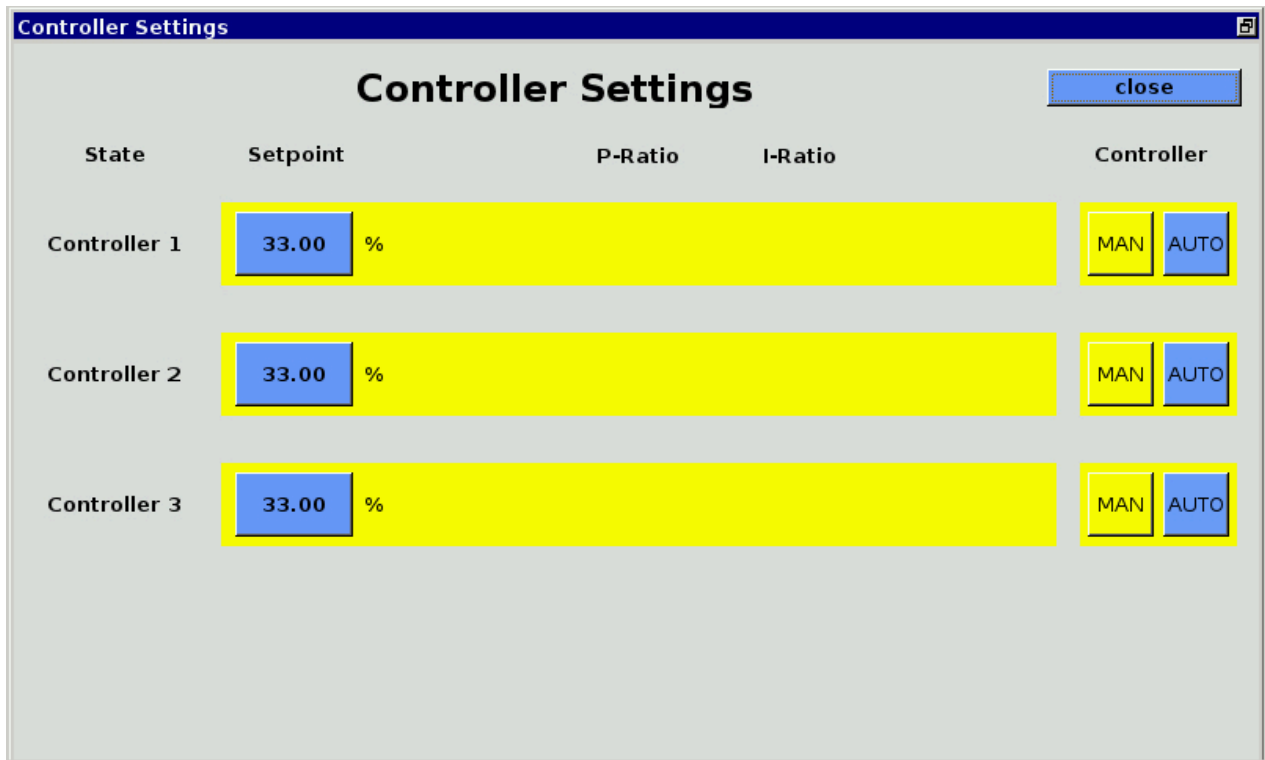 Controller Settings
Controller Settings close
State Setpoint P-Ratio I-Ratio Controller
Controller 1 33.00 % MAN AUTO
Controller 2 33.00 % MAN AUTO
Controller 3 33.00 % MAN AUTO